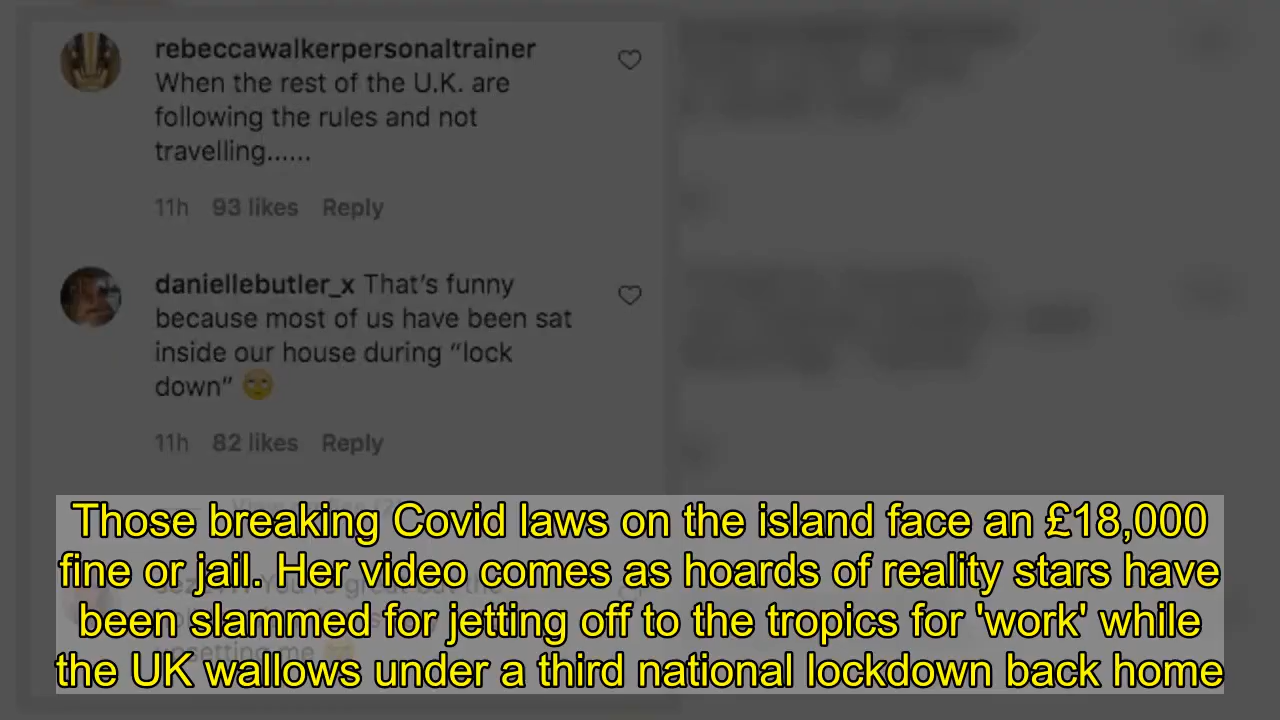 rebeccawalkerpersonaltrainer
When the rest of the U.K. are
following the rules and not
travelling......
11h 93 likes Reply
daniellebutler_x That's funny
because most of us have been sat
inside our house during “lock
down” 🙄
11h 82 likes Reply
Those breaking Covid laws on the island face an £18,000
fine or jail. Her video comes as hoards of reality stars have
been slammed for jetting off to the tropics for 'work' while
the UK wallows under a third national lockdown back home